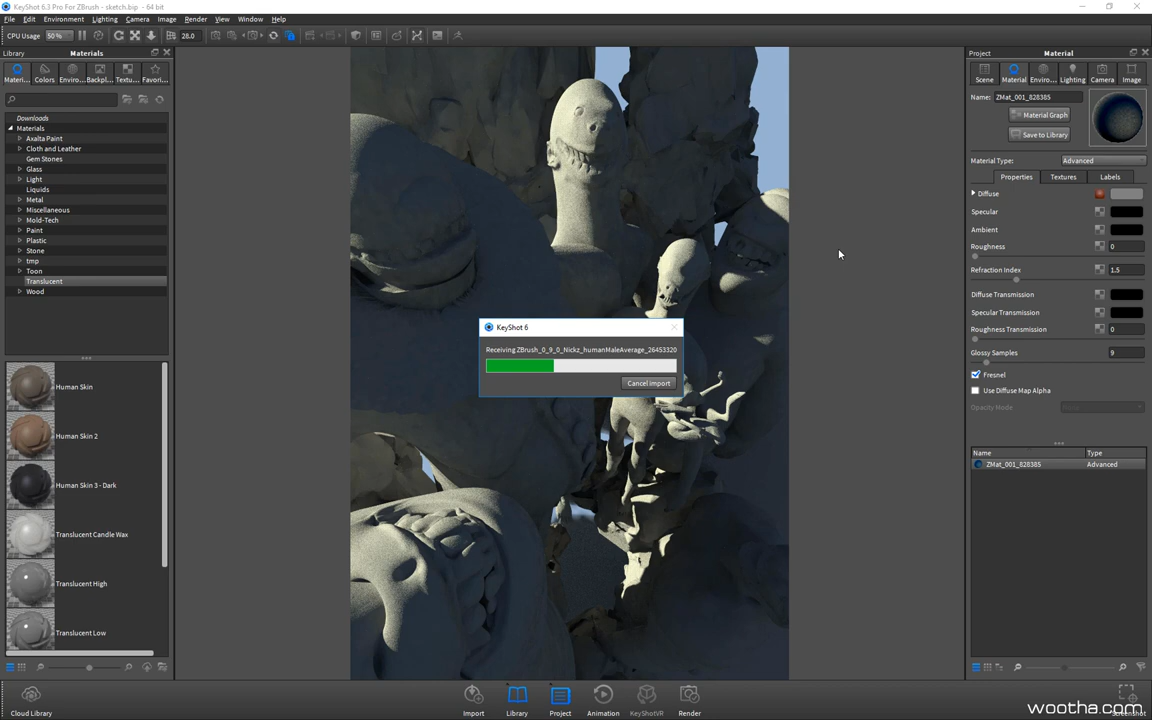 KeyShot 6.3 Pro For ZBrush - sketch.bip - 64 bit
File Edit Environment Lighting Camera Image Render View Window Help
CPU Usage 50% 28.0
Library Materials
Materi... Colors Enviro... Backpl... Textu... Favori...
Downloads
Materials
Axalta Paint
Cloth and Leather
Gem Stones
Glass
Light
Liquids
Metal
Miscellaneous
Mold-Tech
Paint
Plastic
Stone
tmp
Toon
Translucent
Wood
Human Skin
Human Skin 2
Human Skin 3 - Dark
Translucent Candle Wax
Translucent High
Translucent Low
KeyShot 6
Receiving ZBrush_0_9_0_Nickz_humanMaleAverage_26453320
Cancel import
Project Material
Scene Material Enviro... Lighting Camera Image
Name: ZMat_001_828385
Material Graph
Save to Library
Material Type: Advanced
Properties Textures Labels
Diffuse
Specular
Ambient
Roughness 0
Refraction Index 1.5
Diffuse Transmission
Specular Transmission
Roughness Transmission 0
Glossy Samples 9
Fresnel
Use Diffuse Map Alpha
Opacity Mode
Name Type
ZMat_001_828385 Advanced
Cloud Library Import Library Project Animation KeyShotVR Render Screenshot
wootha.com